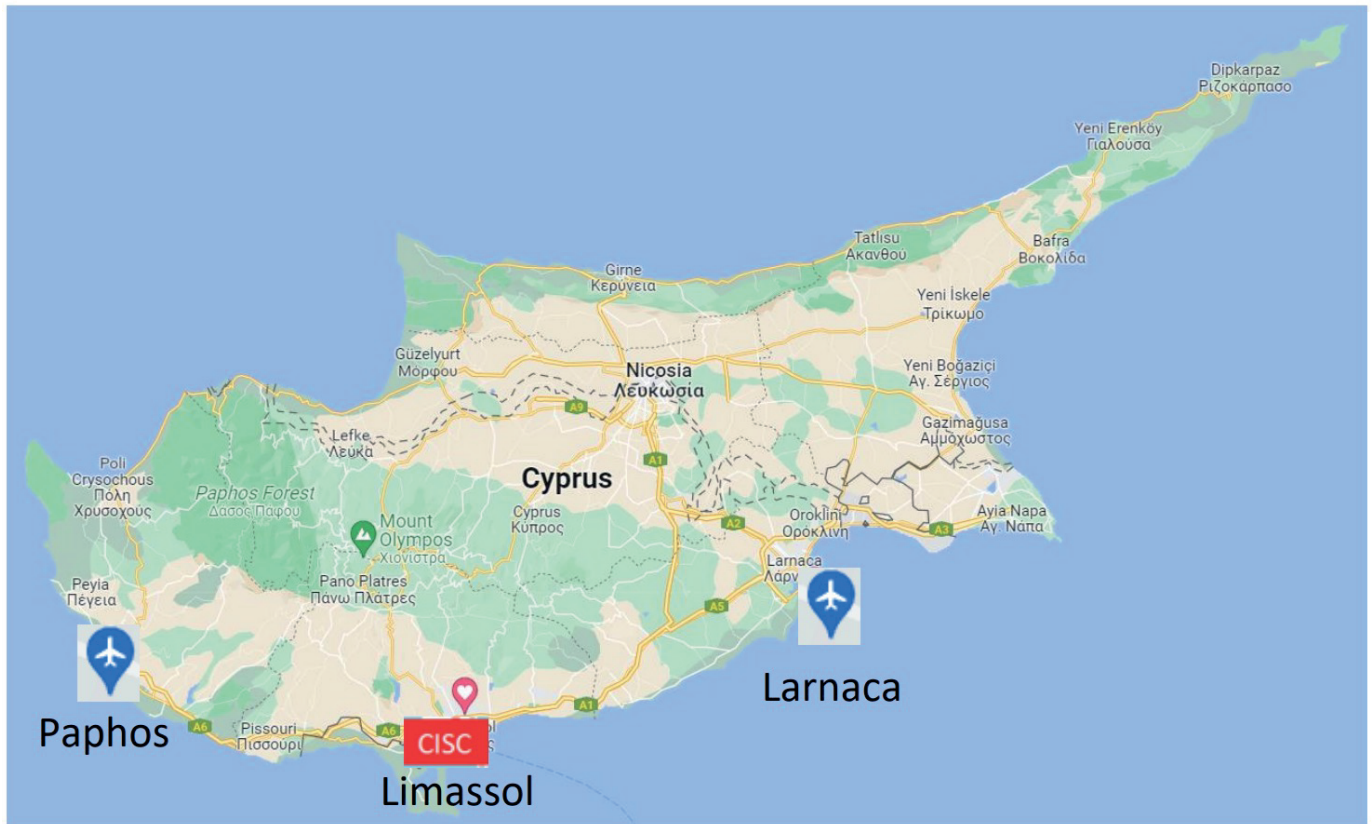 Dipkarpaz
Ριζοκάρπασο
Yeni Erenköy
Γιαλούσα
Tatlısu
Ακανθού
Bafra
Βοκολίδα
Girne
Κερύνεια
Yeni İskele
Τρίκωμο
Güzelyurt
Μόρφου
Nicosia
Λευκωσία
Yeni Boğaziçi
Αγ. Σέργιος
A9
Gazimağusa
Αμμόχωστος
Lefke
Λεύκα
A1
Poli
Crysochous
Πόλη
Χρυσοχούς
Cyprus
Paphos Forest
Δάσος Πάφου
Cyprus
Κύπρος
Mount
Olympos
Χιονίστρα
A2
Oroklini
Ορόκλινη
A3
Ayia Napa
Αγ. Νάπα
Larnaca
Peyia
Πέγεια
Pano Platres
Πάνω Πλάτρες
A5
Larnaca
Paphos
A6
Pissouri
Πισσούρι
A6
A1
CISC
Limassol